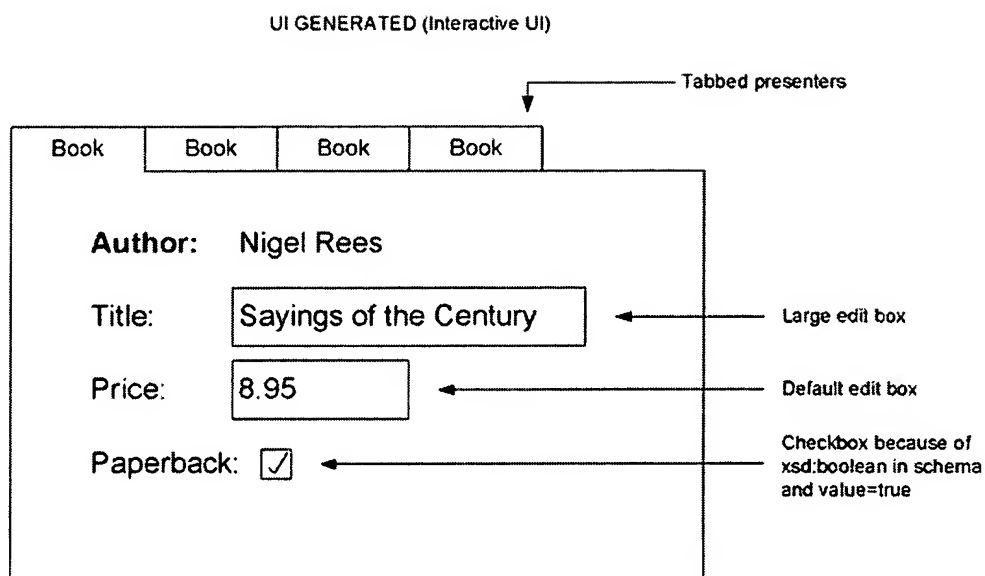 UI GENERATED (Interactive UI)
Tabbed presenters
Book Book Book Book
Author: Nigel Rees
Title: Sayings of the Century
Large edit box
Price: 8.95
Default edit box
Paperback:
Checkbox because of
xsd:boolean in schema
and value=true